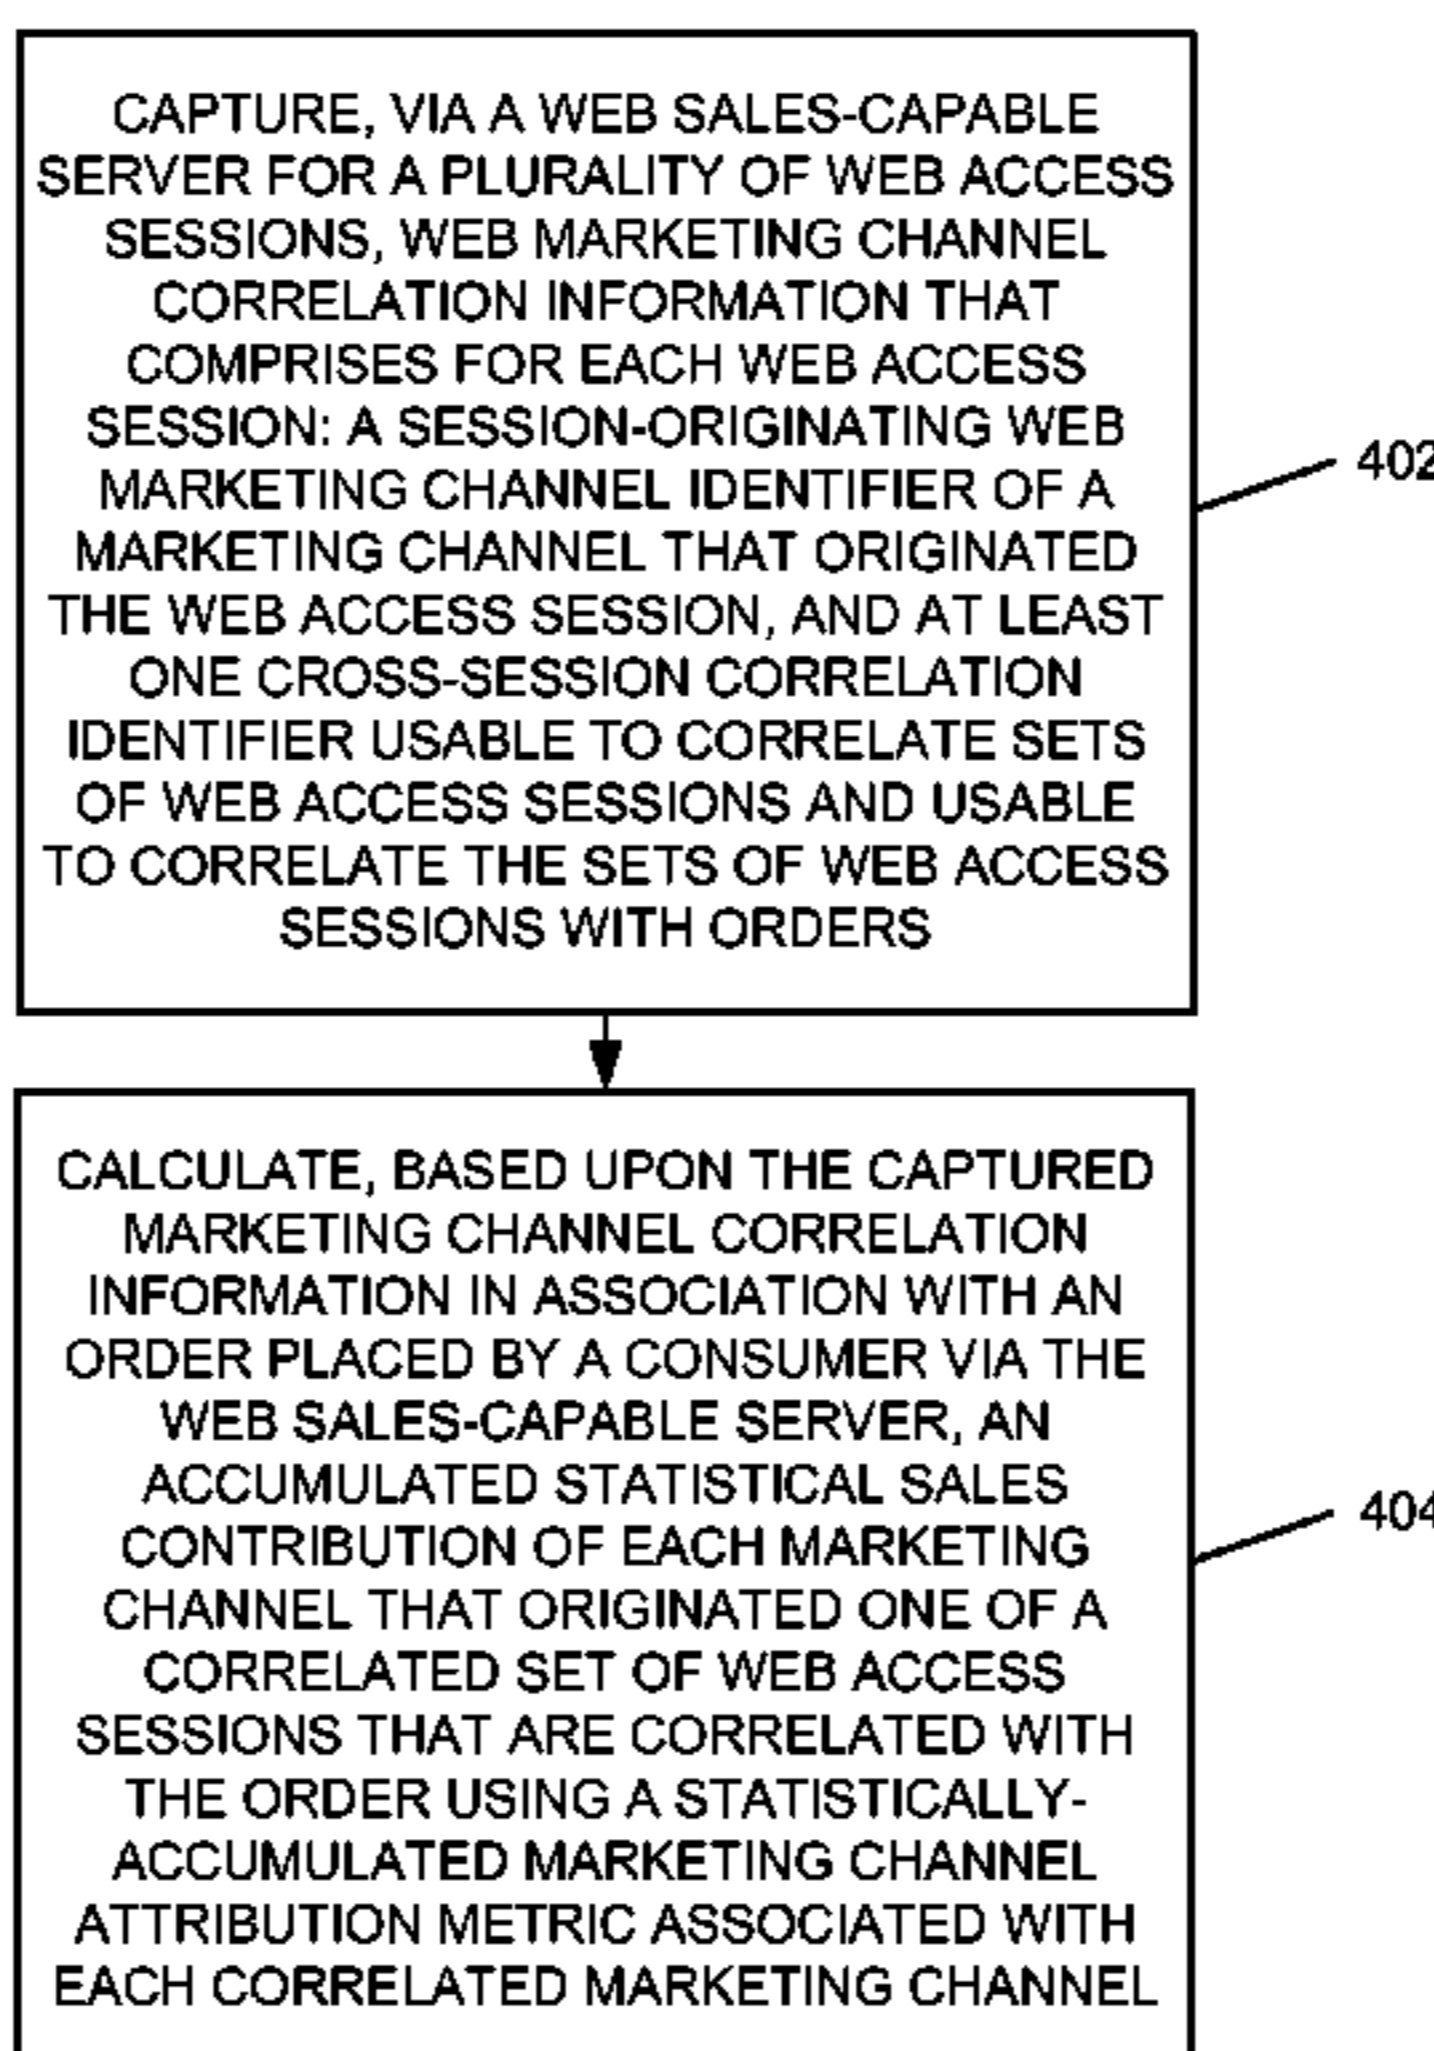 CAPTURE, VIA A WEB SALES-CAPABLE
SERVER FOR A PLURALITY OF WEB ACCESS
SESSIONS, WEB MARKETING CHANNEL
CORRELATION INFORMATION THAT
COMPRISES FOR EACH WEB ACCESS
SESSION: A SESSION-ORIGINATING WEB
MARKETING CHANNEL IDENTIFIER OF A
MARKETING CHANNEL THAT ORIGINATED
THE WEB ACCESS SESSION, AND AT LEAST
ONE CROSS-SESSION CORRELATION
IDENTIFIER USABLE TO CORRELATE SETS
OF WEB ACCESS SESSIONS AND USABLE
TO CORRELATE THE SETS OF WEB ACCESS
SESSIONS WITH ORDERS
402
CALCULATE, BASED UPON THE CAPTURED
MARKETING CHANNEL CORRELATION
INFORMATION IN ASSOCIATION WITH AN
ORDER PLACED BY A CONSUMER VIA THE
WEB SALES-CAPABLE SERVER, AN
ACCUMULATED STATISTICAL SALES
CONTRIBUTION OF EACH MARKETING
CHANNEL THAT ORIGINATED ONE OF A
CORRELATED SET OF WEB ACCESS
SESSIONS THAT ARE CORRELATED WITH
THE ORDER USING A STATISTICALLY-
ACCUMULATED MARKETING CHANNEL
ATTRIBUTION METRIC ASSOCIATED WITH
EACH CORRELATED MARKETING CHANNEL
404